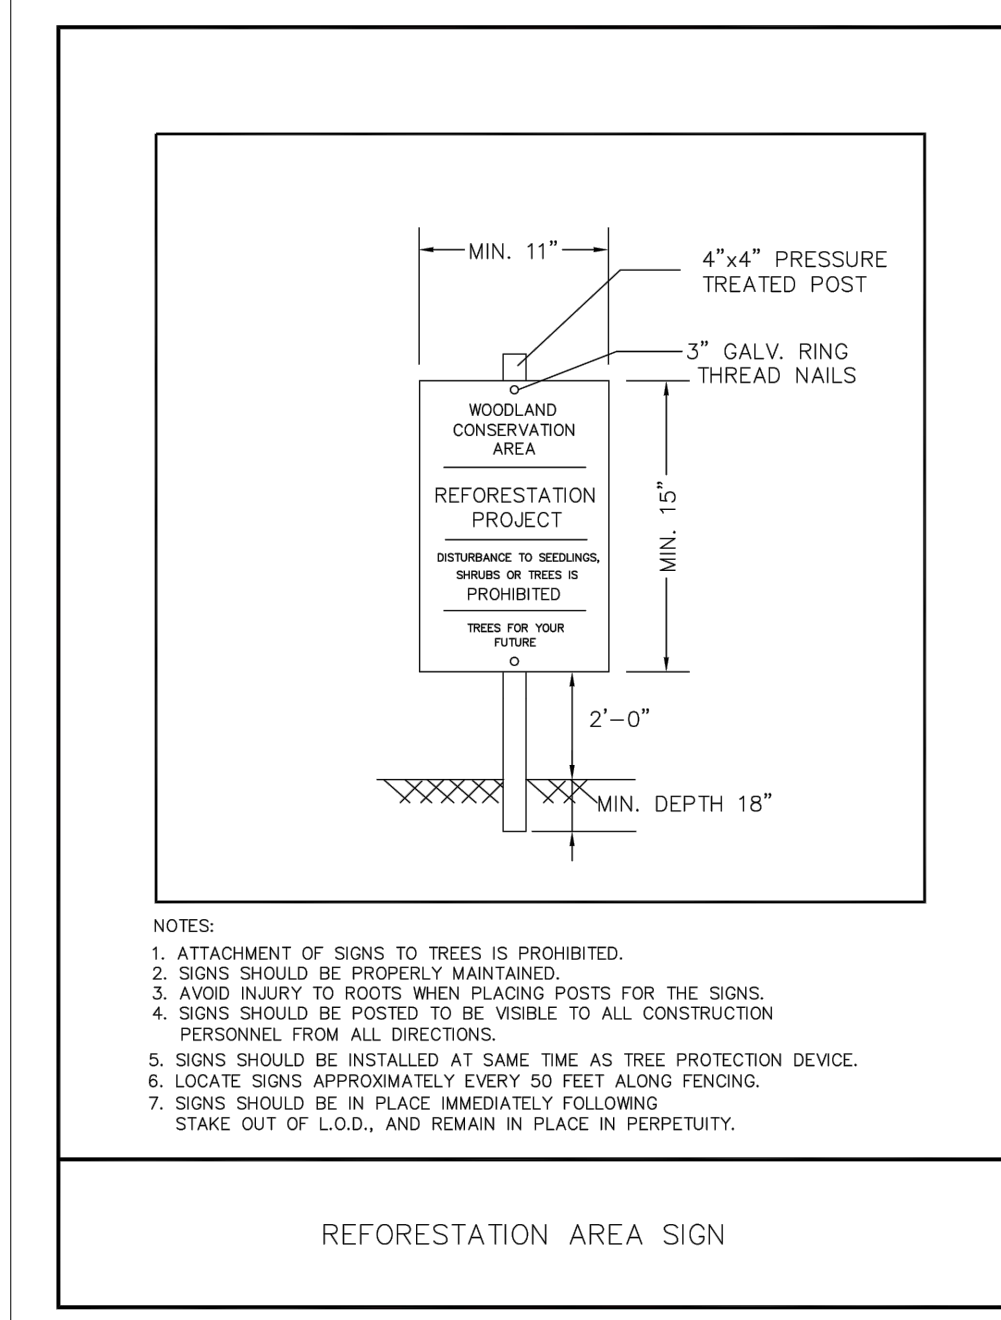 MIN. 11"
4"x4" PRESSURE
TREATED POST
3" GALV. RING
THREAD NAILS
WOODLAND
CONSERVATION
AREA
REFORESTATION
PROJECT
DISTURBANCE TO SEEDLINGS,
SHRUBS OR TREES IS
PROHIBITED
TREES FOR YOUR
FUTURE
MIN. 15"
2'-0"
MIN. DEPTH 18"
NOTES:
1. ATTACHMENT OF SIGNS TO TREES IS PROHIBITED.
2. SIGNS SHOULD BE PROPERLY MAINTAINED.
3. AVOID INJURY TO ROOTS WHEN PLACING POSTS FOR THE SIGNS.
4. SIGNS SHOULD BE POSTED TO BE VISIBLE TO ALL CONSTRUCTION
PERSONNEL FROM ALL DIRECTIONS.
5. SIGNS SHOULD BE INSTALLED AT SAME TIME AS TREE PROTECTION DEVICE.
6. LOCATE SIGNS APPROXIMATELY EVERY 50 FEET ALONG FENCING.
7. SIGNS SHOULD BE IN PLACE IMMEDIATELY FOLLOWING
STAKE OUT OF L.O.D., AND REMAIN IN PLACE IN PERPETUITY.
REFORESTATION AREA SIGN